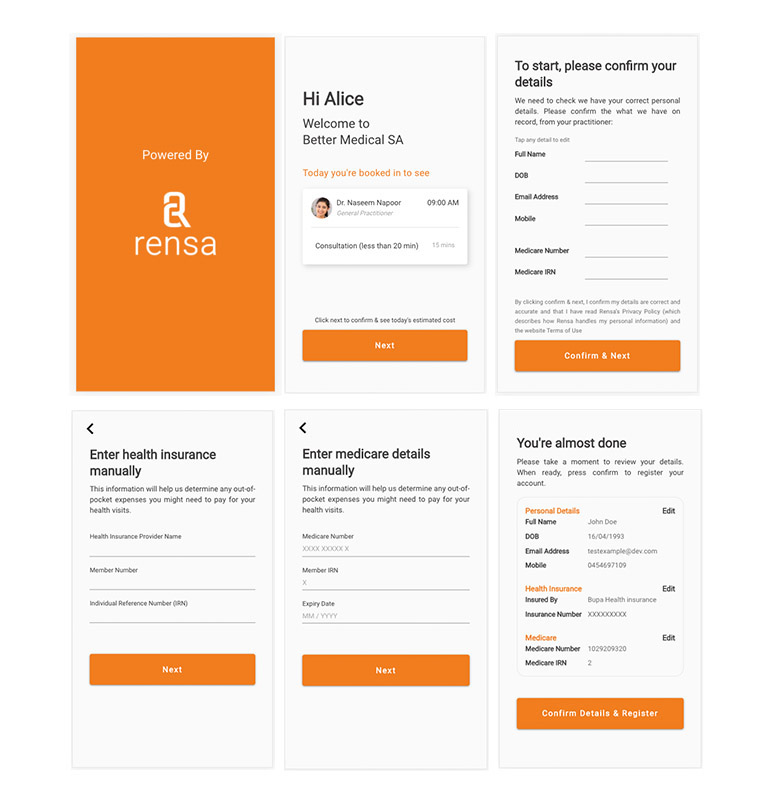 Powered By
rensa
Hi Alice
Welcome to
Better Medical SA
Today you're booked in to see
Dr. Naseem Napoor 09:00 AM
General Practitioner
Consultation (less than 20 min) 15 mins
Click next to confirm & see today's estimated cost
Next
To start, please confirm your
details
We need to check we have your correct personal
details. Please confirm the what we have on
record, from your practitioner:
Tap any detail to edit
Full Name
DOB
Email Address
Mobile
Medicare Number
Medicare IRN
By clicking confirm & next, I confirm my details are correct and
accurate and that I have read Rensa's Privacy Policy (which
describes how Rensa handles my personal information) and
the website Terms of Use
Confirm & Next
Enter health insurance
manually
This information will help us determine any out-of-
pocket expenses you might need to pay for your
health visits.
Health Insurance Provider Name
Member Number
Individual Reference Number (IRN)
Next
Enter medicare details
manually
This information will help us determine any out-of-
pocket expenses you might need to pay for your
health visits.
Medicare Number
XXXX XXXXX X
Member IRN
X
Expiry Date
MM / YYYY
Next
You're almost done
Please take a moment to review your details.
When ready, press confirm to register your
account.
Personal Details Edit
Full Name John Doe
DOB 16/04/1993
Email Address testexample@dev.com
Mobile 0454697109
Health Insurance Edit
Insured By Bupa Health insurance
Insurance Number XXXXXXXXX
Medicare Edit
Medicare Number 1029209320
Medicare IRN 2
Confirm Details & Register